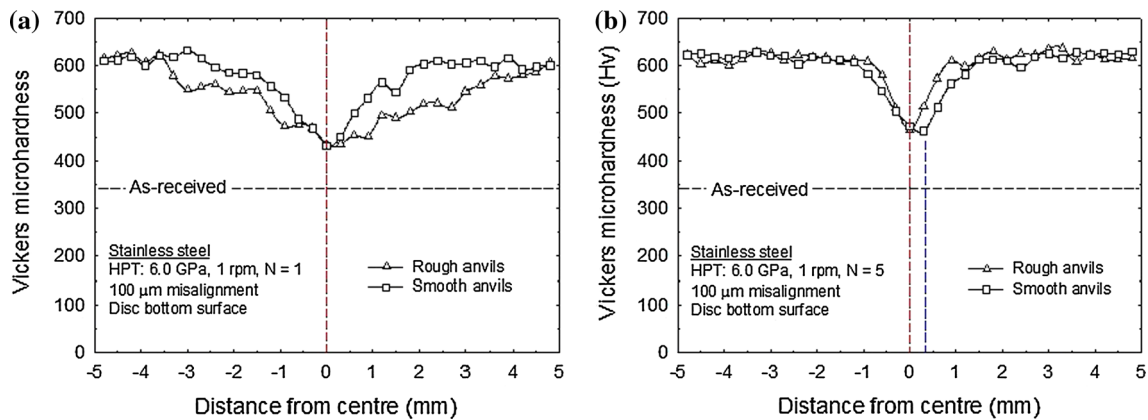 (a)
700
600
500
400
300
200
100
0
Vickers microhardness
As-received
Stainless steel
HPT: 6.0 GPa, 1 rpm, N = 1
100 μm misalignment
Disc bottom surface
Rough anvils
Smooth anvils
-5 -4 -3 -2 -1 0 1 2 3 4 5
Distance from centre (mm)
(b)
700
600
500
400
300
600
100
0
Vickers microhardness (Hv)
As-received
Stainless steel
HPT: 6.0 GPa, 1 rpm, N = 5
100 μm misalignment
Disc bottom surface
Rough anvils
Smooth anvils
-5 -4 -3 -2 -1 0 1 2 3 4 5
Distance from centre (mm)